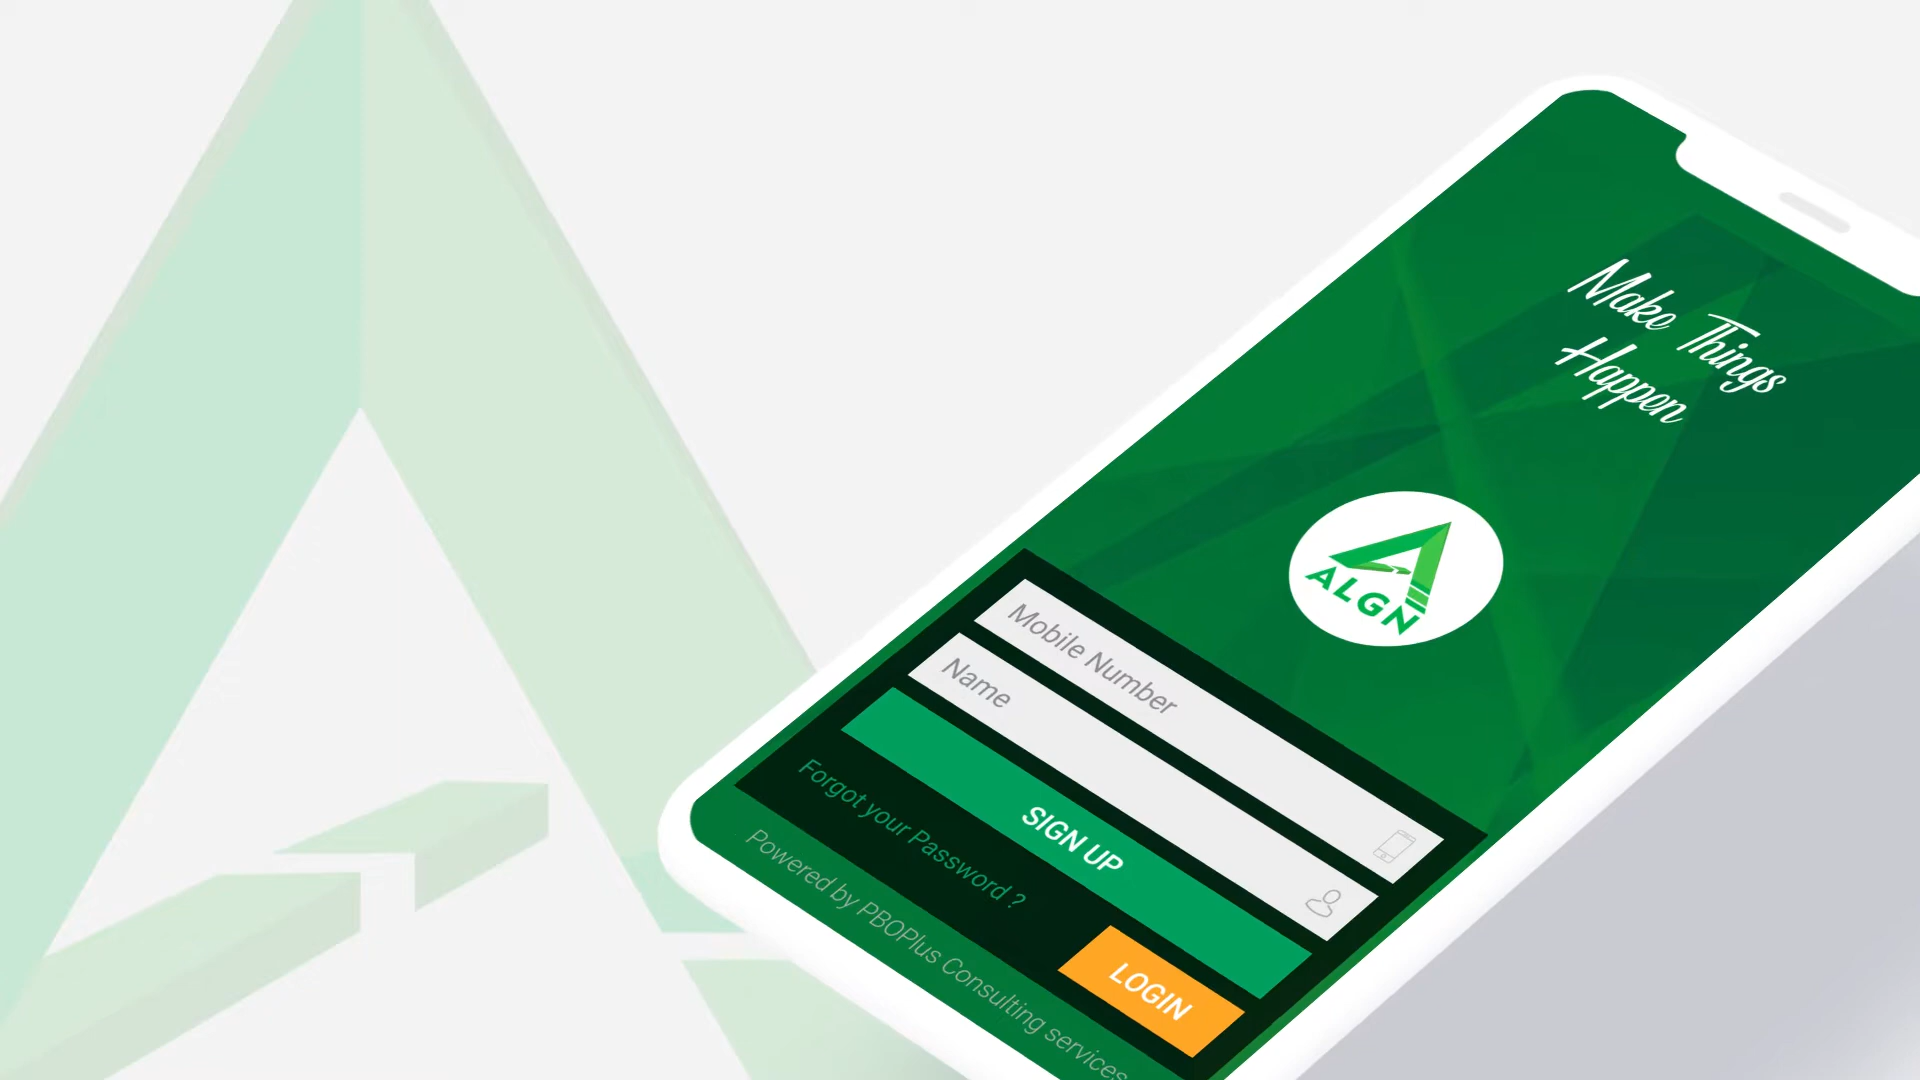 Make Things
Happen
ALGN
Mobile Number
Name
SIGN UP
Forgot your Password ?
LOGIN
Powered by PBOPlus Consulting services